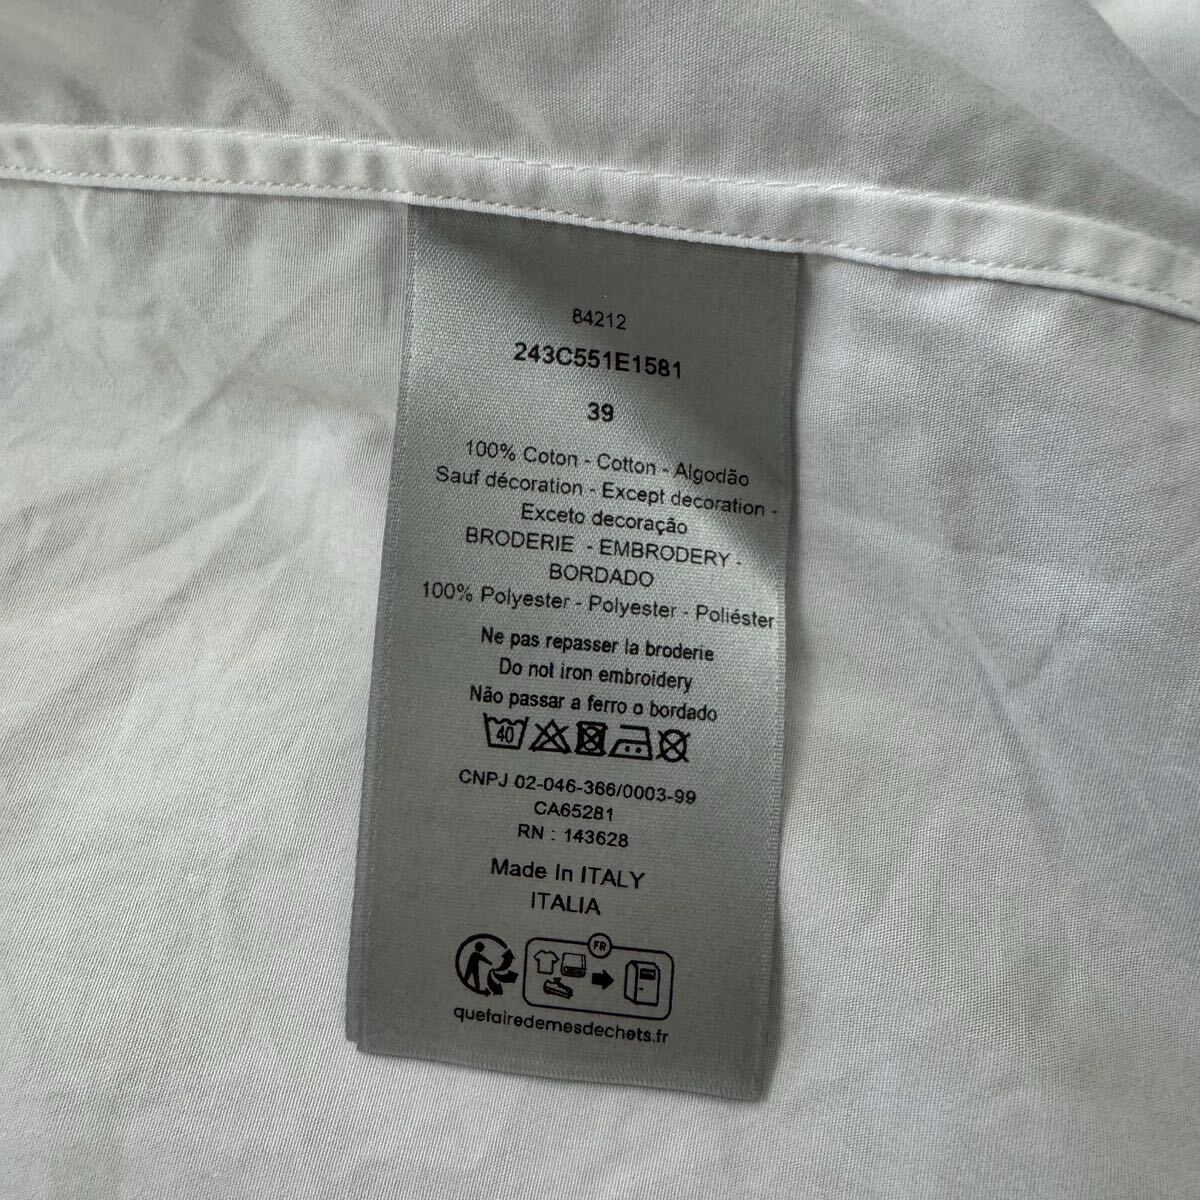 84212
243C551E1581
39
100% Coton - Cotton - Algodão
Sauf décoration - Except decoration -
Exceto decoração
BRODERIE - EMBRODERY -
BORDADO
100% Polyester - Polyester - Poliéster
Ne pas repasser la broderie
Do not iron embroidery
Não passar a ferro o bordado
40
CNPJ 02-046-366/0003-99
CA65281
RN : 143628
Made In ITALY
ITALIA
FR
quefairedemesdechets.fr